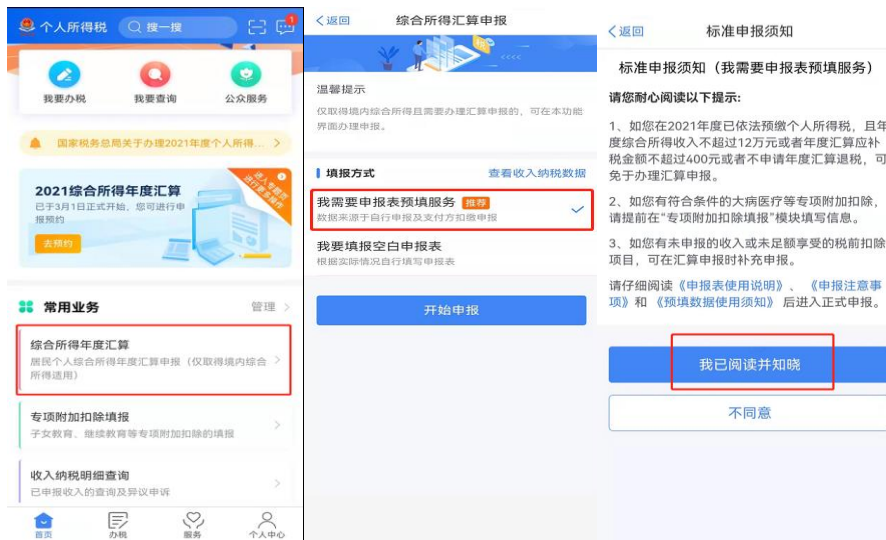 个人所得税
搜一搜
我要办税
我要查询
公众服务
国家税务总局关于办理2021年度个人所得...
2021综合所得年度汇算
已于3月1日正式开始，您可进行申
报预约
去预约
进入专题页
进行更多操作
常用业务
管理
综合所得年度汇算
居民个人综合所得年度汇算申报（仅取得境内综合
所得适用）
专项附加扣除填报
子女教育、继续教育等专项附加扣除的填报
收入纳税明细查询
已申报收入的查询及异议申诉
首页
办税
服务
个人中心
返回
综合所得汇算申报
温馨提示
仅取得境内综合所得且需要办理汇算申报的，可在本功能
界面办理申报。
填报方式
查看收入纳税数据
我需要申报表预填服务 推荐
数据来源于自行申报及支付方扣缴申报
我要填报空白申报表
根据实际情况自行填写申报表
开始申报
返回
标准申报须知
标准申报须知（我需要申报表预填服务）
请您耐心阅读以下提示:
1、如您在2021年度已依法预缴个人所得税，且年
度综合所得收入不超过12万元或者年度汇算应补
税金额不超过400元或者不申请年度汇算退税，可
免于办理汇算申报。
2、如您有符合条件的大病医疗等专项附加扣除，
请提前在“专项附加扣除填报”模块填写信息。
3、如您有未申报的收入或未足额享受的税前扣除
项目，可在汇算申报时补充申报。
请仔细阅读《申报表使用说明》、《申报注意事
项》和《预填数据使用须知》后进入正式申报。
我已阅读并知晓
不同意